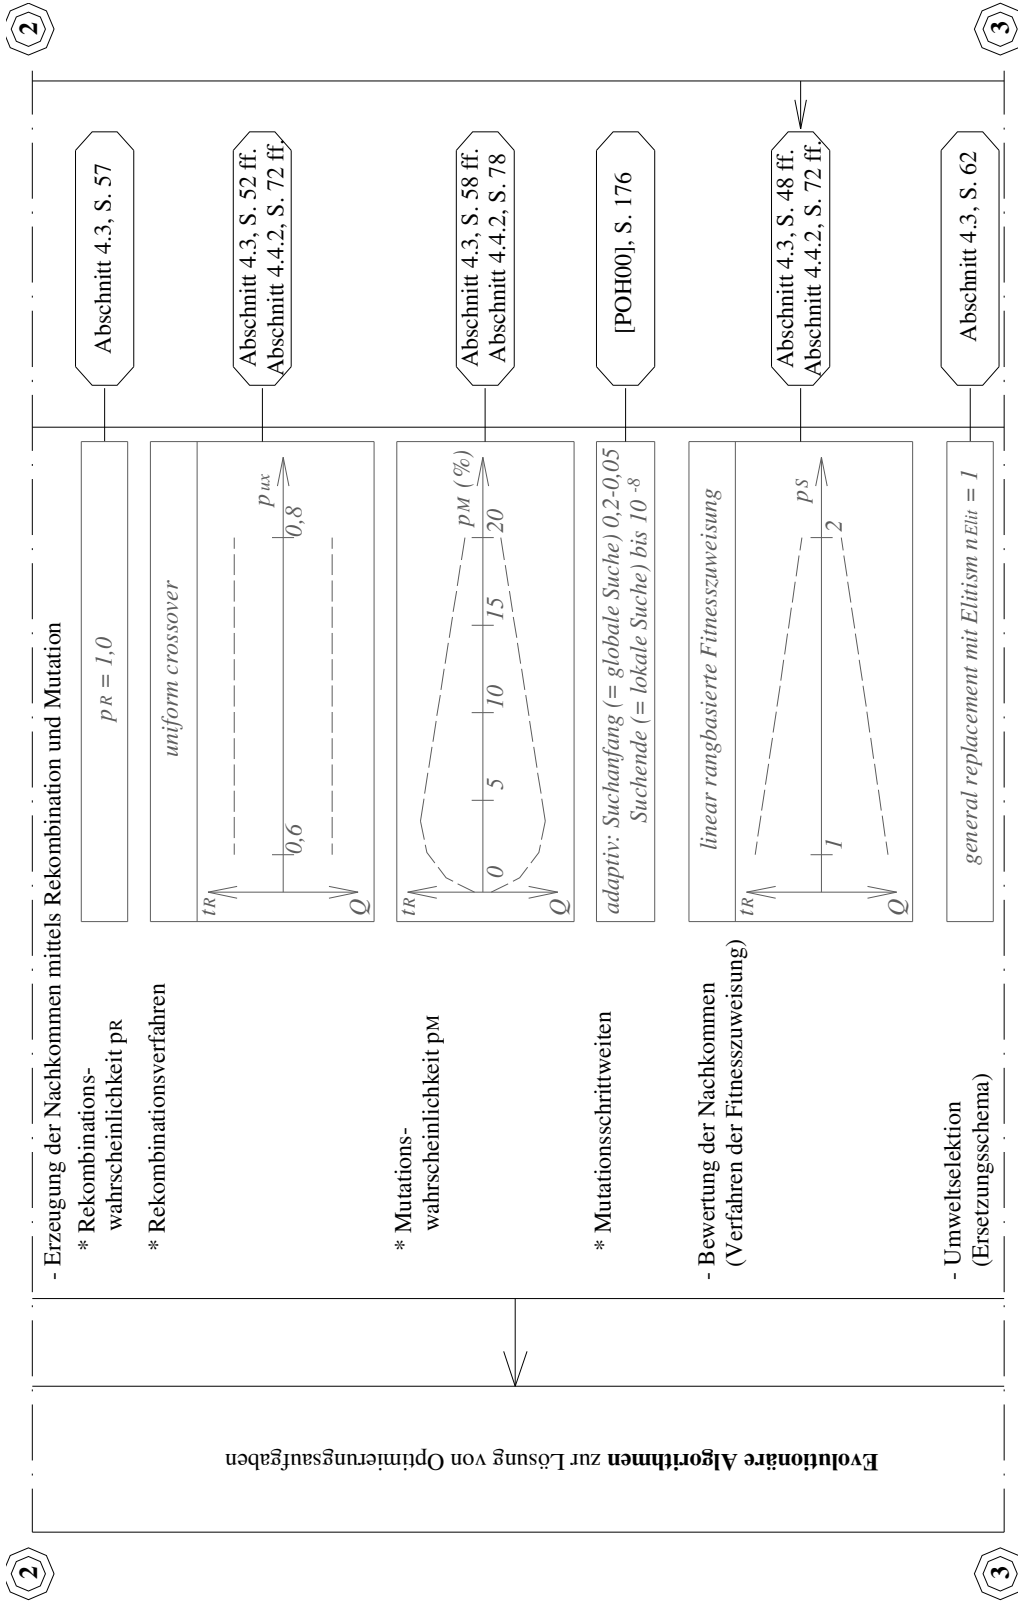 2
2
Evolutionäre Algorithmen zur Lösung von Optimierungsaufgaben
- Erzeugung der Nachkommen mittels Rekombination und Mutation
* Rekombinations-
wahrscheinlichkeit pR
pR = 1,0
Abschnitt 4.3, S. 57
* Rekombinationsverfahren
uniform crossover
tR
Q
0,6
0,8
pux
Abschnitt 4.3, S. 52 ff.
Abschnitt 4.4.2, S. 72 ff.
* Mutations-
wahrscheinlichkeit pM
tR
Q
0
5
10
15
20
pM (%)
Abschnitt 4.3, S. 58 ff.
Abschnitt 4.4.2, S. 78
* Mutationsschrittweiten
adaptiv: Suchanfang (= globale Suche) 0,2-0,05
Suchende (= lokale Suche) bis 10 -8
[POH00], S. 176
- Bewertung der Nachkommen
(Verfahren der Fitnesszuweisung)
linear rangbasierte Fitnesszuweisung
tR
Q
1
2
pS
Abschnitt 4.3, S. 48 ff.
Abschnitt 4.4.2, S. 72 ff.
- Umweltselektion
(Ersetzungsschema)
general replacement mit Elitism nElit = 1
Abschnitt 4.3, S. 62
3
3